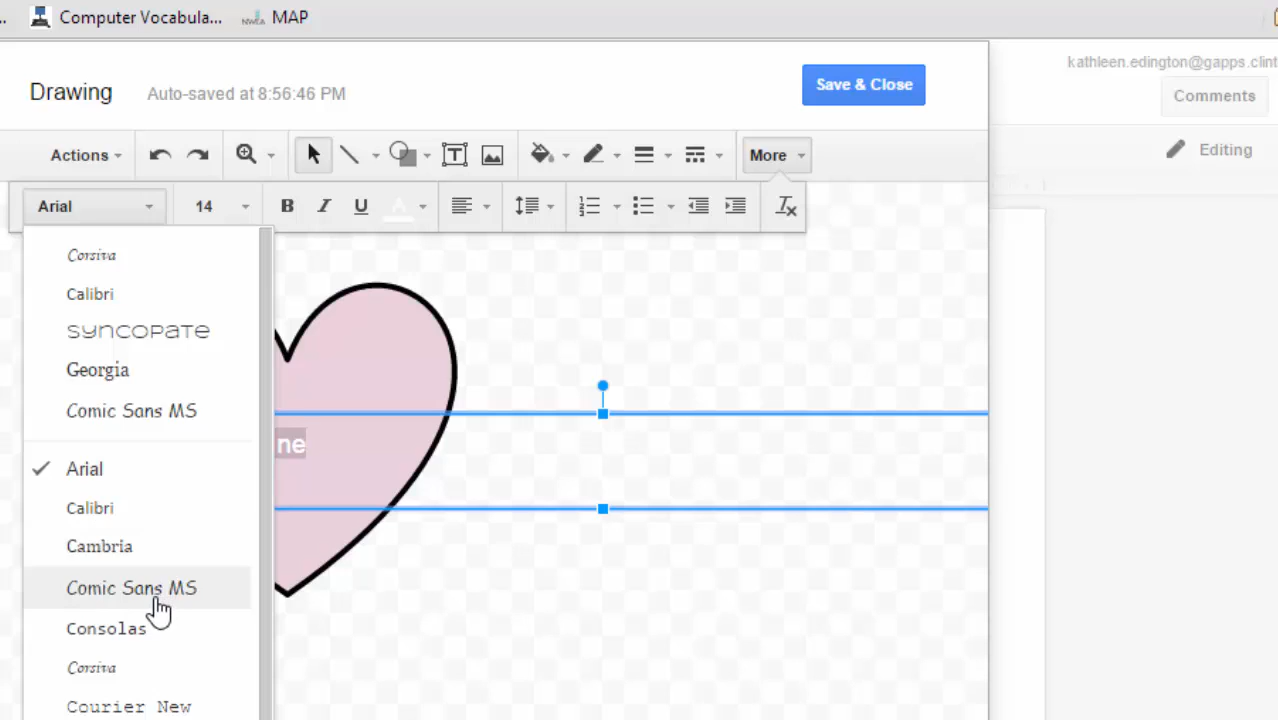 ... Computer Vocabula... NWEA MAP
kathleen.edington@gapps.clint
Drawing Auto-saved at 8:56:46 PM Save & Close Comments
Actions T More Editing
Arial 14 B I U A
Corsiva
Calibri
syncopate
Georgia
Comic Sans MS
ne
Arial
Calibri
Cambria
Comic Sans MS
Consolas
Corsiva
Courier New